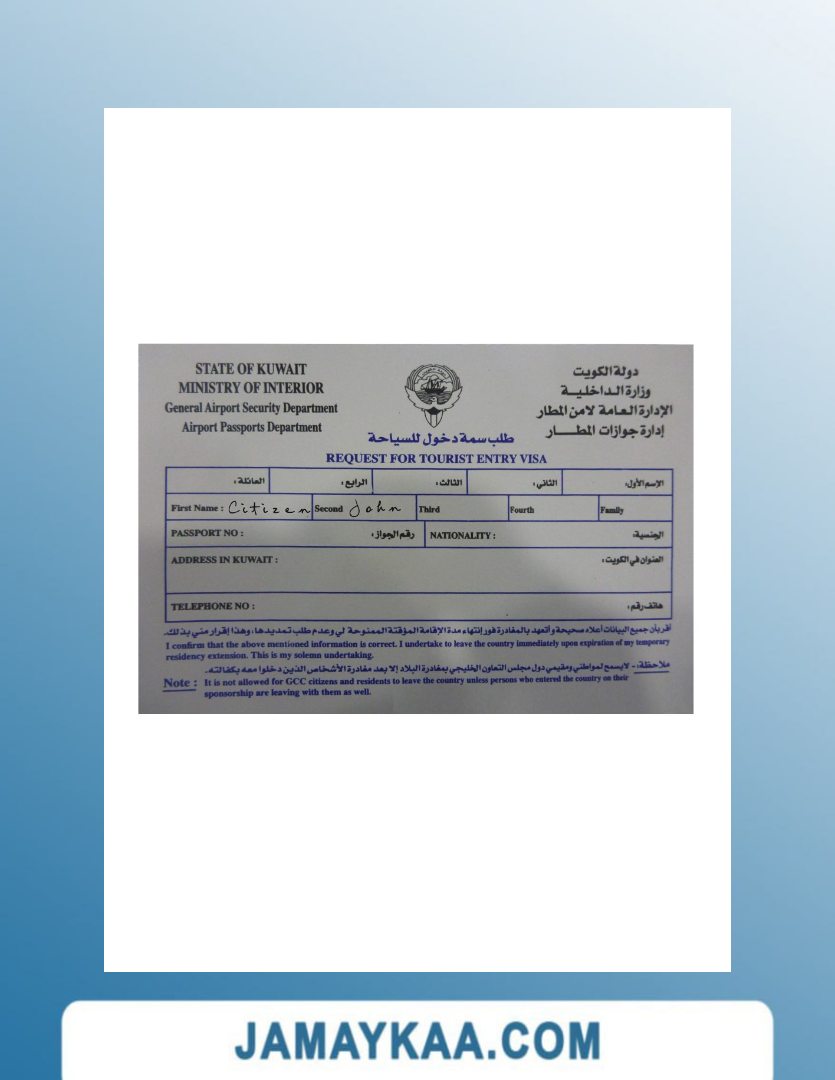 STATE OF KUWAIT
MINISTRY OF INTERIOR
General Airport Security Department
Airport Passports Department
دولة الكويت
وزارة الداخلية
الإدارة العامة لامن المطار
إدارة جوازات المطار
طلب سمة دخول للسياحة
REQUEST FOR TOURIST ENTRY VISA
الإسم الأول: الثاني: الثالث: الرابع: العائلة:
First Name : Citizen Second John Third Fourth Family
PASSPORT NO : رقم الجواز: NATIONALITY : الجنسية:
ADDRESS IN KUWAIT : العنوان في الكويت:
TELEPHONE NO : هاتف رقم:
أقر بأن جميع البيانات أعلاه صحيحة وأتعهد بالمغادرة فور إنتهاء مدة الإقامة المؤقتة الممنوحة لي وعدم طلب تمديدها، وهذا إقرار مني بذلك.
I confirm that the above mentioned information is correct. I undertake to leave the country immediately upon expiration of my temporary
residency extension. This is my solemn undertaking.
ملاحظة: - لا يسمح لمواطني ومقيمي دول مجلس التعاون الخليجي بمغادرة البلاد إلا بعد مغادرة الأشخاص الذين دخلوا معه بكفالته.
Note : It is not allowed for GCC citizens and residents to leave the country unless persons who entered the country on their
sponsorship are leaving with them as well.
JAMAYKAA.COM